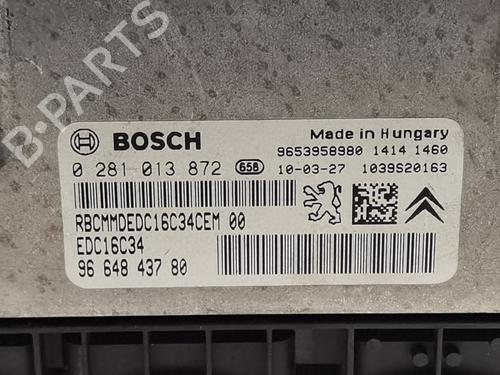 B-PARTS
BOSCH
Made in Hungary
9653958980 1414 1460
0 281 013 872 658 10-03-27 1039S20163
RBCMMDEDC16C34CEM 00
EDC16C34
96 648 437 80